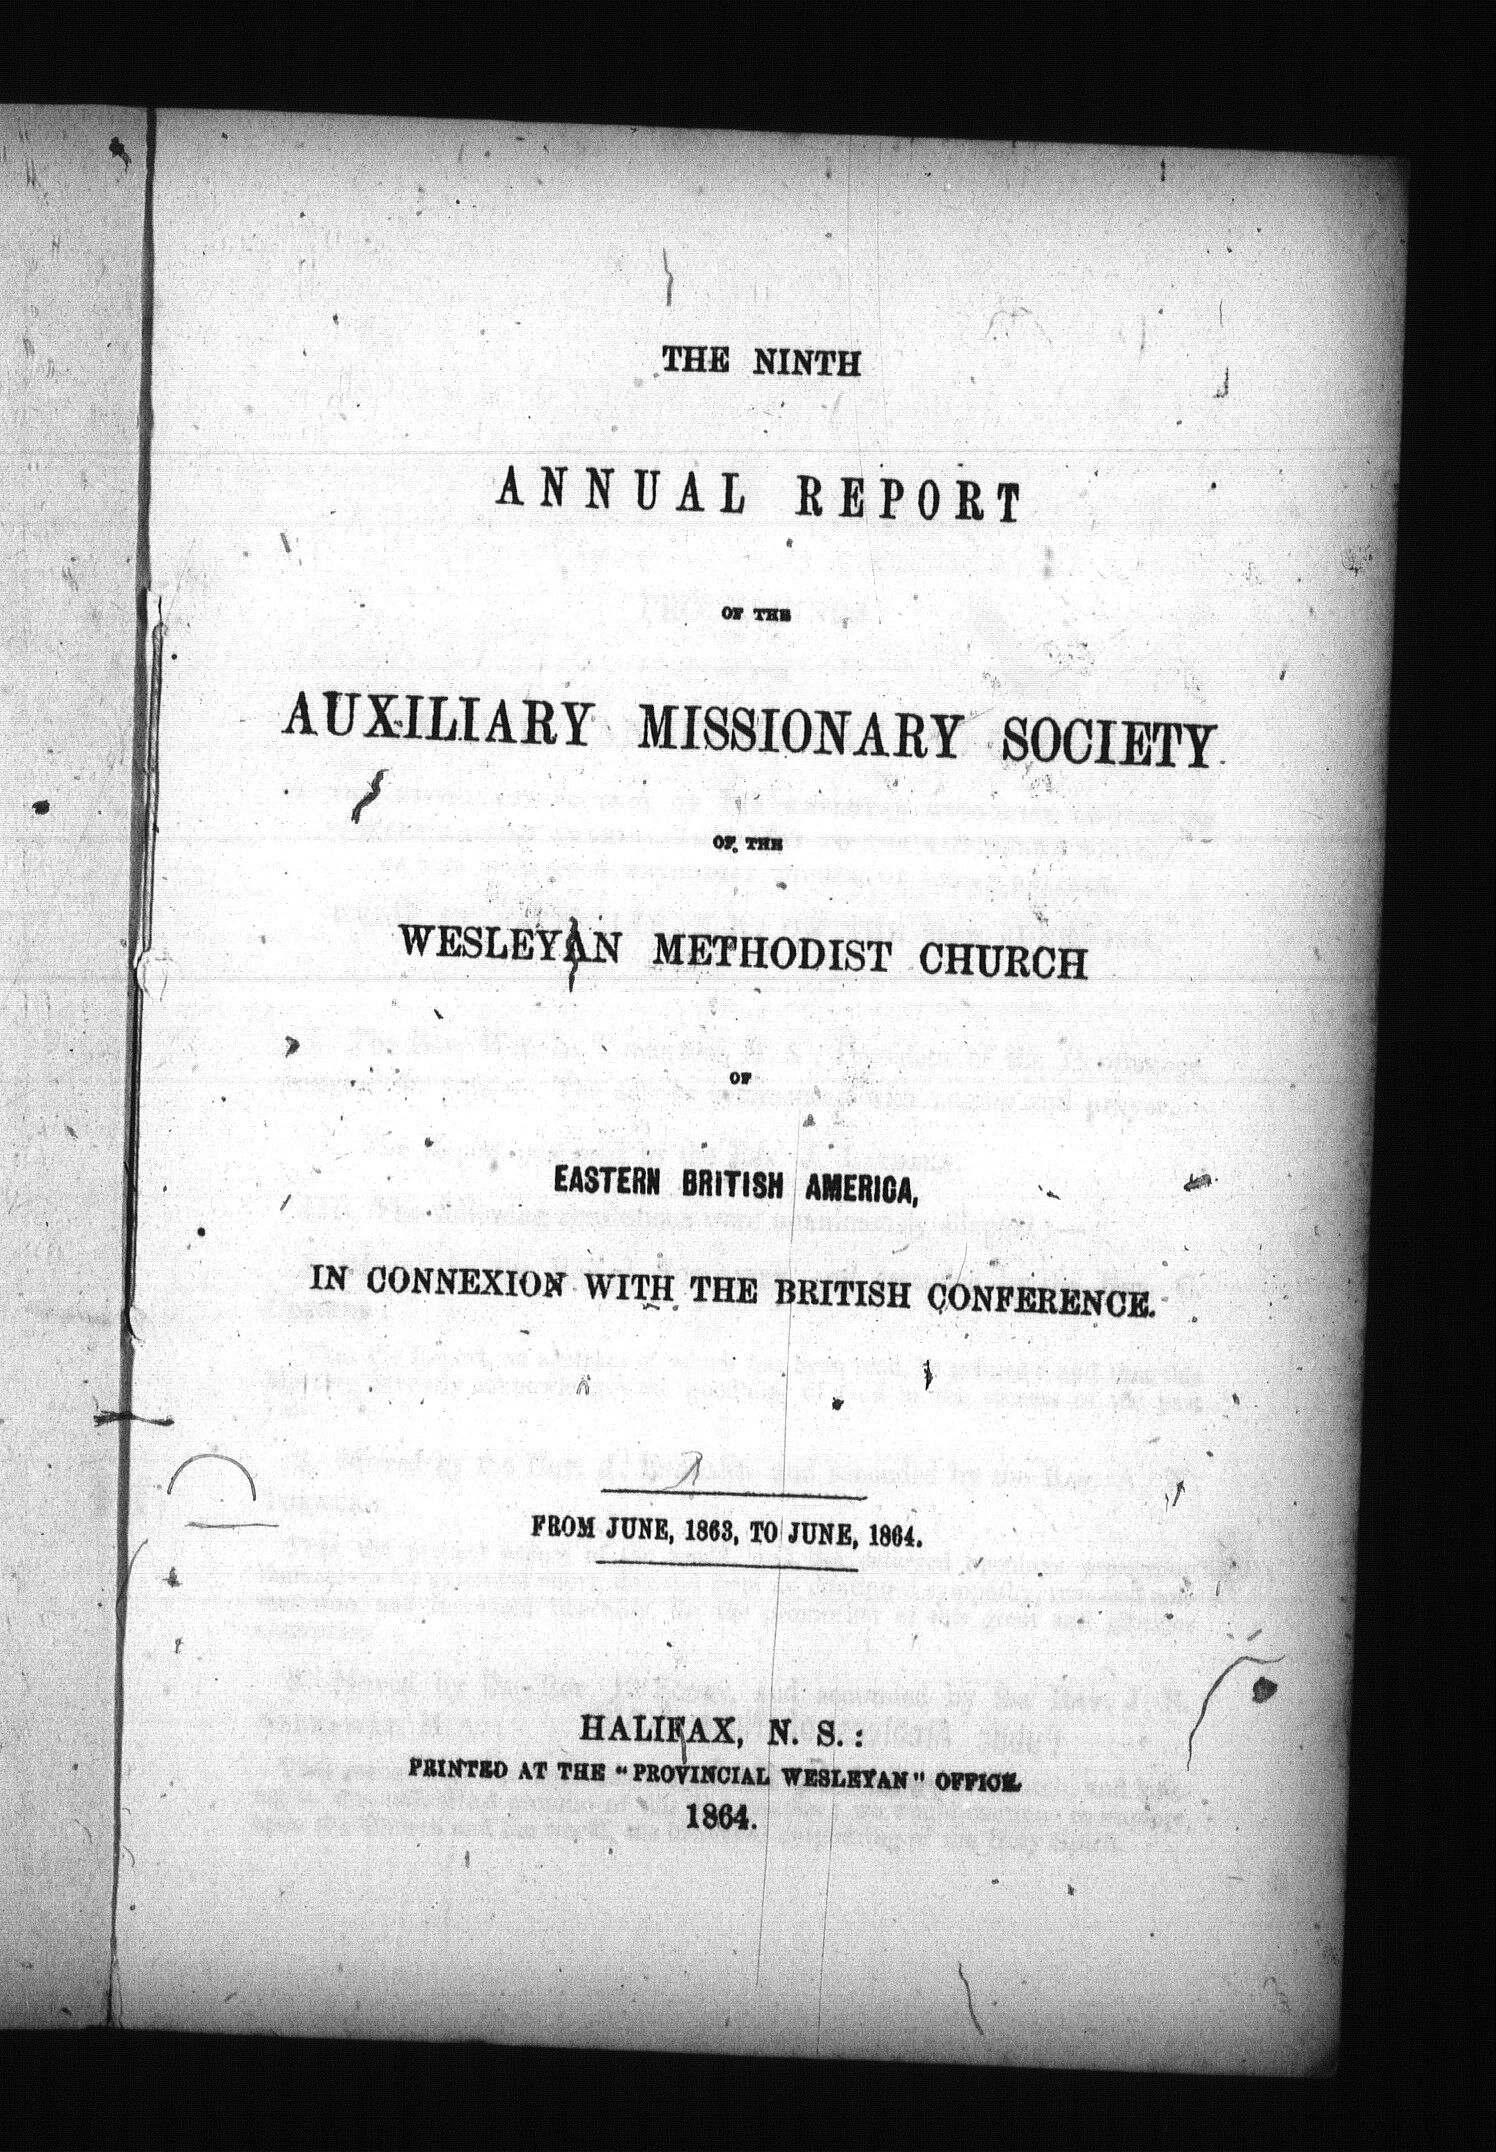 THE NINTH
ANNUAL REPORT
OF THE
AUXILIARY MISSIONARY SOCIETY
OF THE
WESLEYAN METHODIST CHURCH
OF
EASTERN BRITISH AMERICA,
IN CONNEXION WITH THE BRITISH CONFERENCE.
FROM JUNE, 1863, TO JUNE, 1864.
HALIFAX, N. S.:
PRINTED AT THE "PROVINCIAL WESLEYAN" OFFICE.
1864.